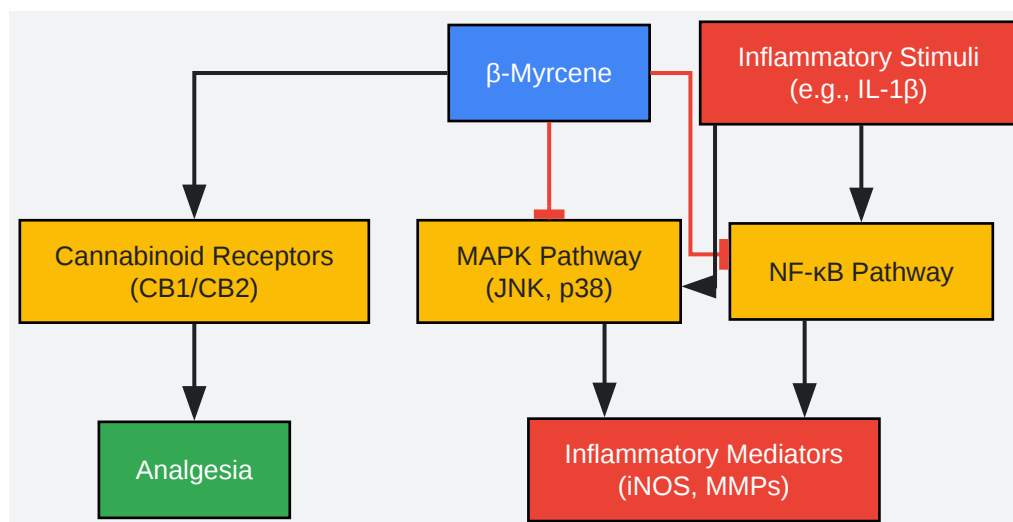 β-Myrcene
Inflammatory Stimuli
(e.g., IL-1β)
Cannabinoid Receptors
(CB1/CB2)
MAPK Pathway
(JNK, p38)
NF-κB Pathway
Analgesia
Inflammatory Mediators
(iNOS, MMPs)